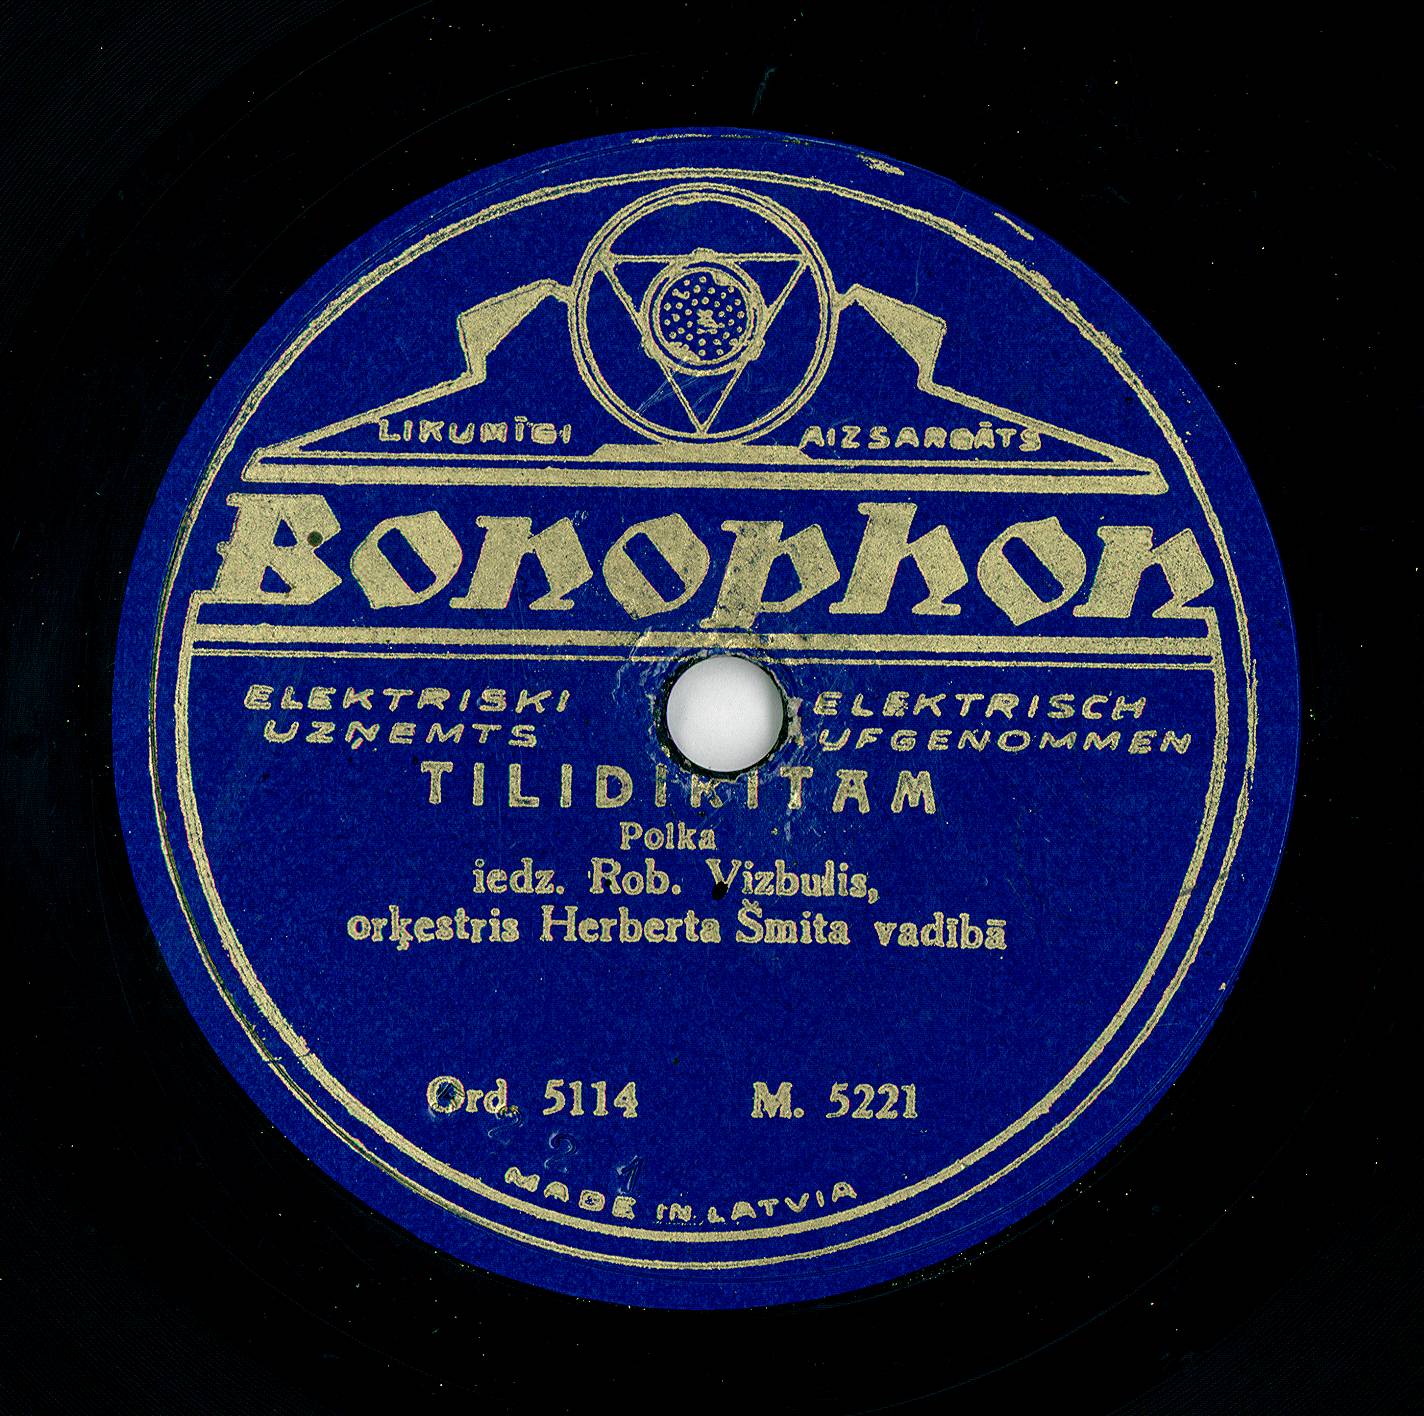 LIKUMĪGI AIZSARGĀTS
Bonophon
ELEKTRISKI ELEKTRISCH
UZŅEMTS AUFGENOMMEN
TILIDIKITAM
Polka
iedz. Rob. Vizbulis,
orķestris Herberta Šmita vadībā
Ord. 5114 M. 5221
221
MADE IN LATVIA